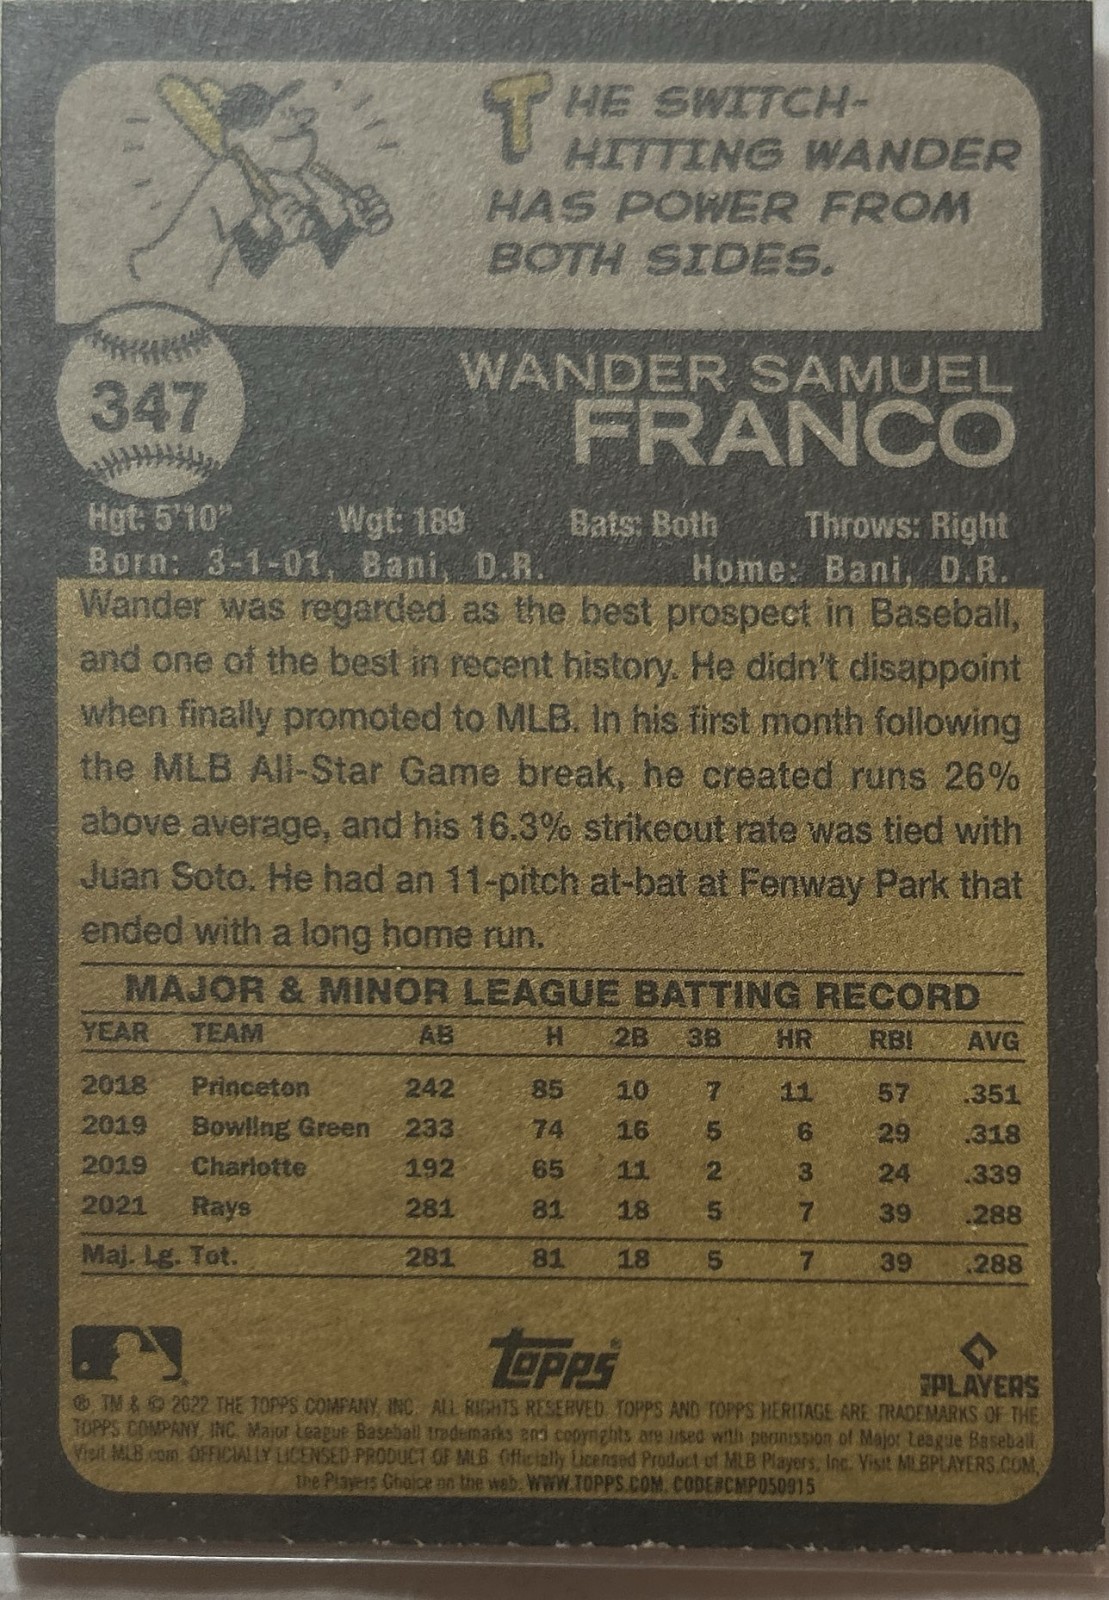 THE SWITCH-
HITTING WANDER
HAS POWER FROM
BOTH SIDES.
347
WANDER SAMUEL
FRANCO
Hgt: 5'10" Wgt: 189 Bats: Both Throws: Right
Born: 3-1-01, Bani, D.R. Home: Bani, D.R.
Wander was regarded as the best prospect in Baseball,
and one of the best in recent history. He didn't disappoint
when finally promoted to MLB. In his first month following
the MLB All-Star Game break, he created runs 26%
above average, and his 16.3% strikeout rate was tied with
Juan Soto. He had an 11-pitch at-bat at Fenway Park that
ended with a long home run.
MAJOR & MINOR LEAGUE BATTING RECORD
YEAR TEAM AB H 2B 3B HR RBI AVG
2018 Princeton 242 85 10 7 11 57 .351
2019 Bowling Green 233 74 16 5 6 29 .318
2019 Charlotte 192 65 11 2 3 24 .339
2021 Rays 281 81 18 5 7 39 .288
Maj. Lg. Tot. 281 81 18 5 7 39 .288
Topps
PLAYERS
®, TM & © 2022 THE TOPPS COMPANY, INC. ALL RIGHTS RESERVED. TOPPS AND TOPPS HERITAGE ARE TRADEMARKS OF THE
TOPPS COMPANY, INC. Major League Baseball trademarks and copyrights are used with permission of Major League Baseball.
Visit MLB.com. OFFICIALLY LICENSED PRODUCT OF MLB Officially Licensed Product of MLB Players, Inc. Visit MLBPLAYERS.COM,
the Players Choice on the web. WWW.TOPPS.COM. CODE#CMP050915